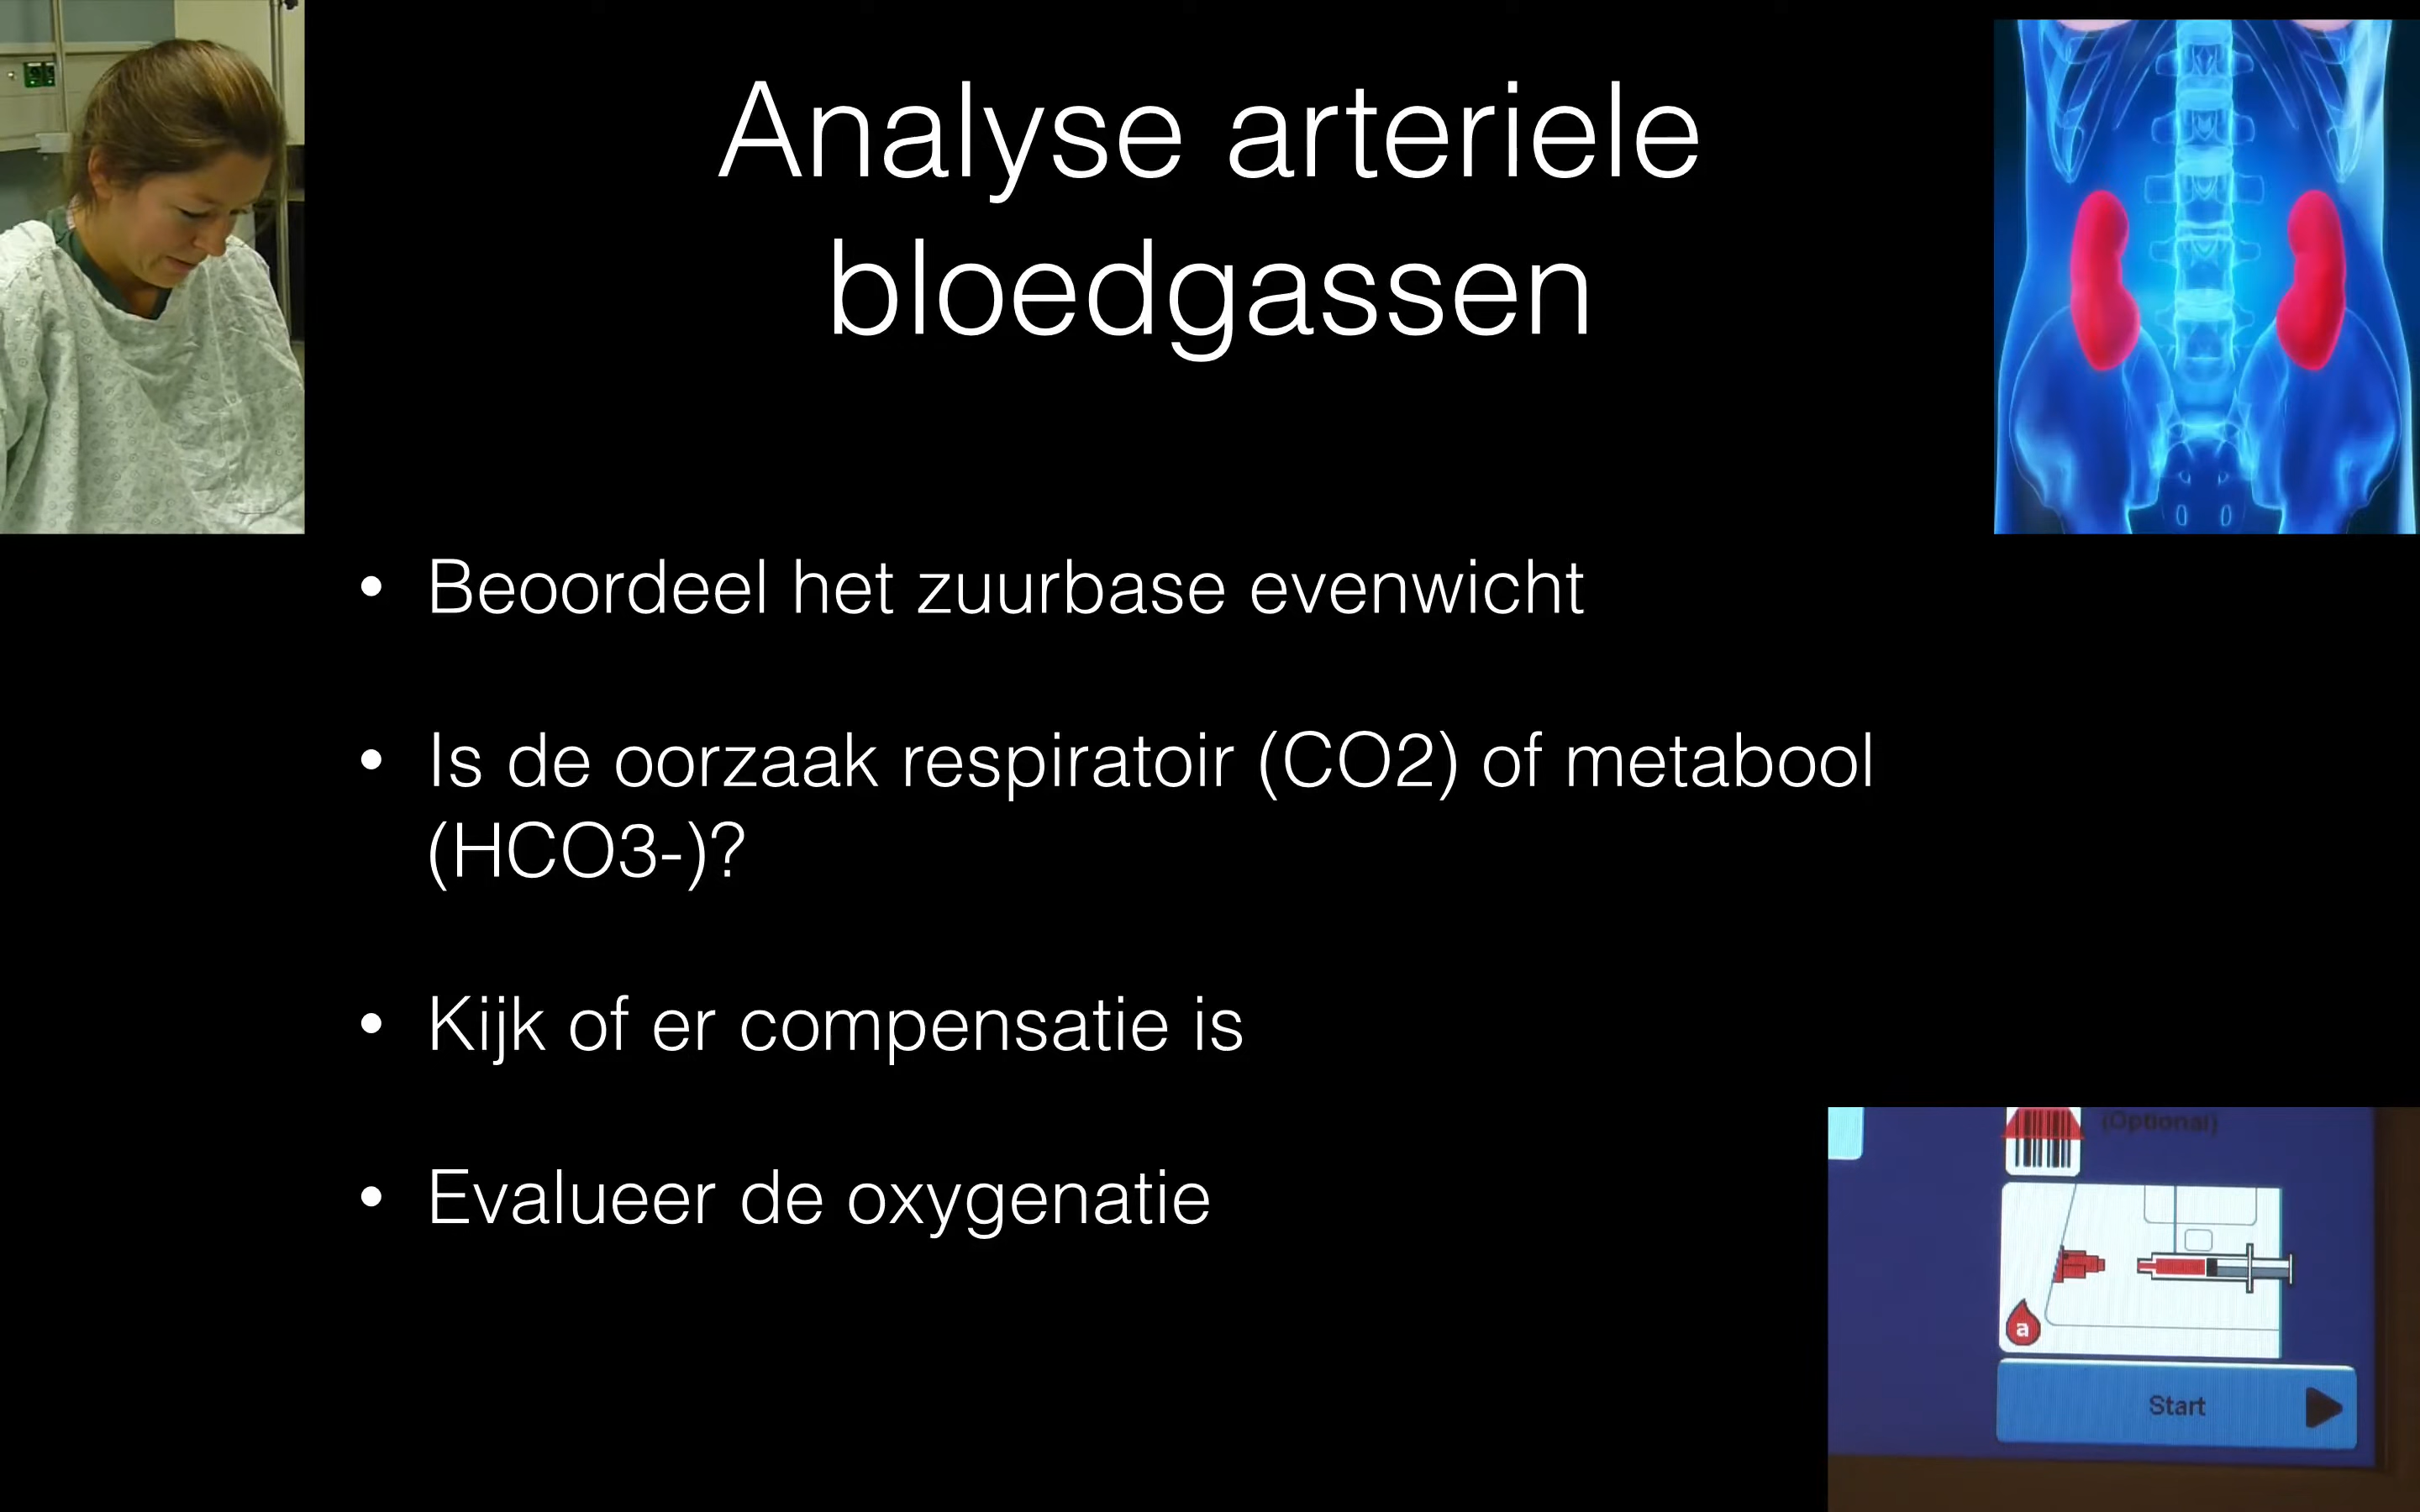 Analyse arteriele
bloedgassen
• Beoordeel het zuurbase evenwicht
• Is de oorzaak respiratoir (CO2) of metabool
(HCO3-)?
• Kijk of er compensatie is
• Evalueer de oxygenatie
(Optional)
a
Start